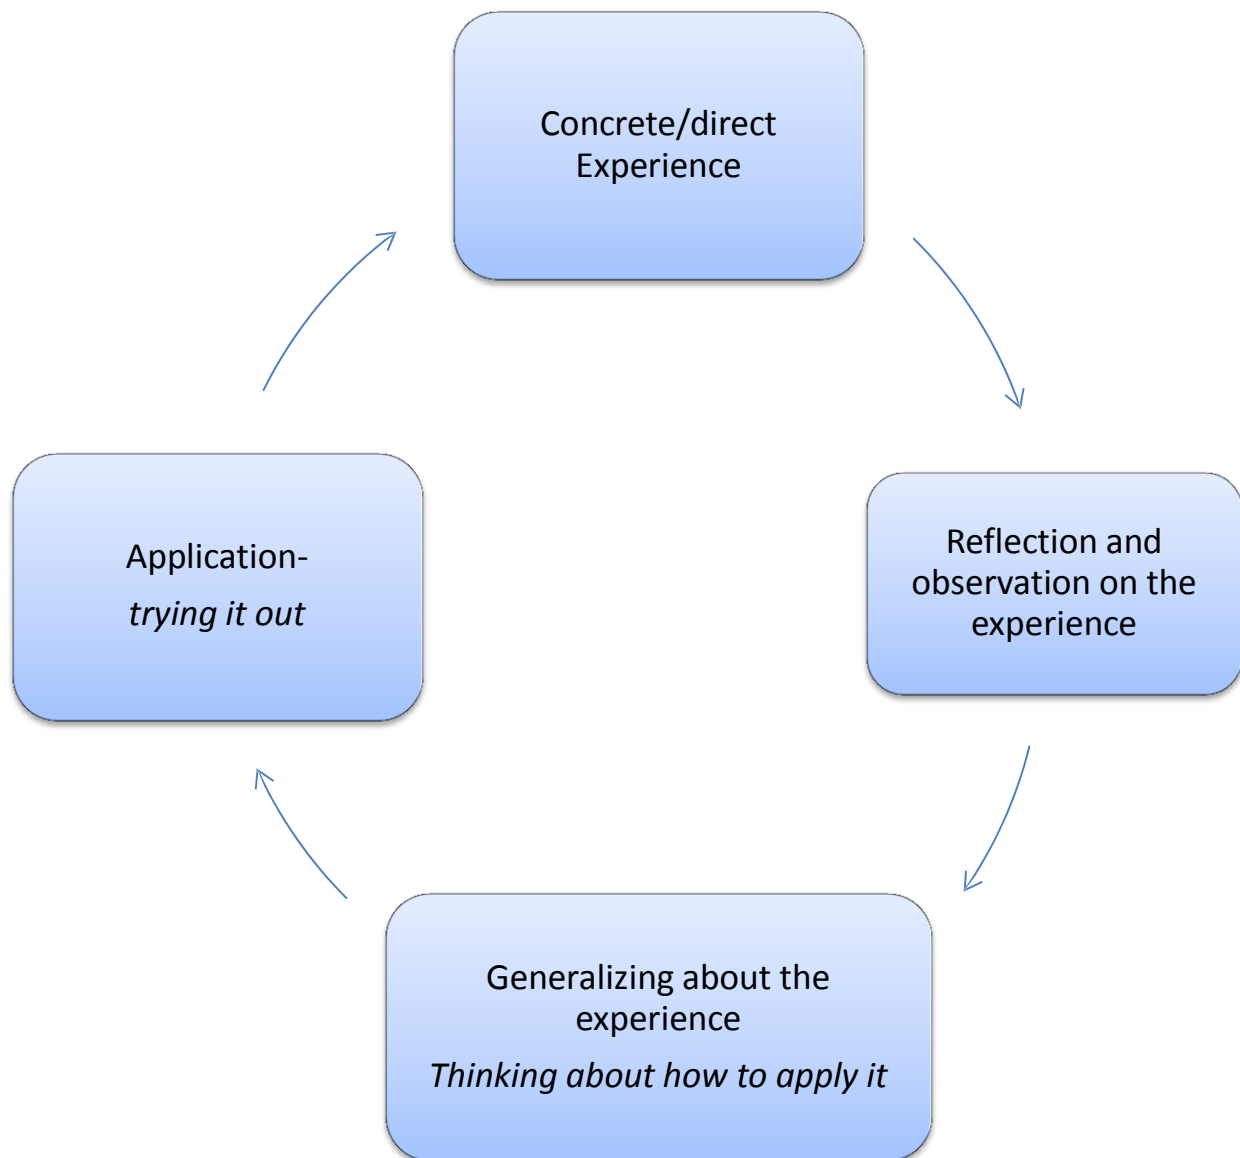 Concrete/direct
Experience
Reflection and
observation on the
experience
Generalizing about the
experience
Thinking about how to apply it
Application-
trying it out